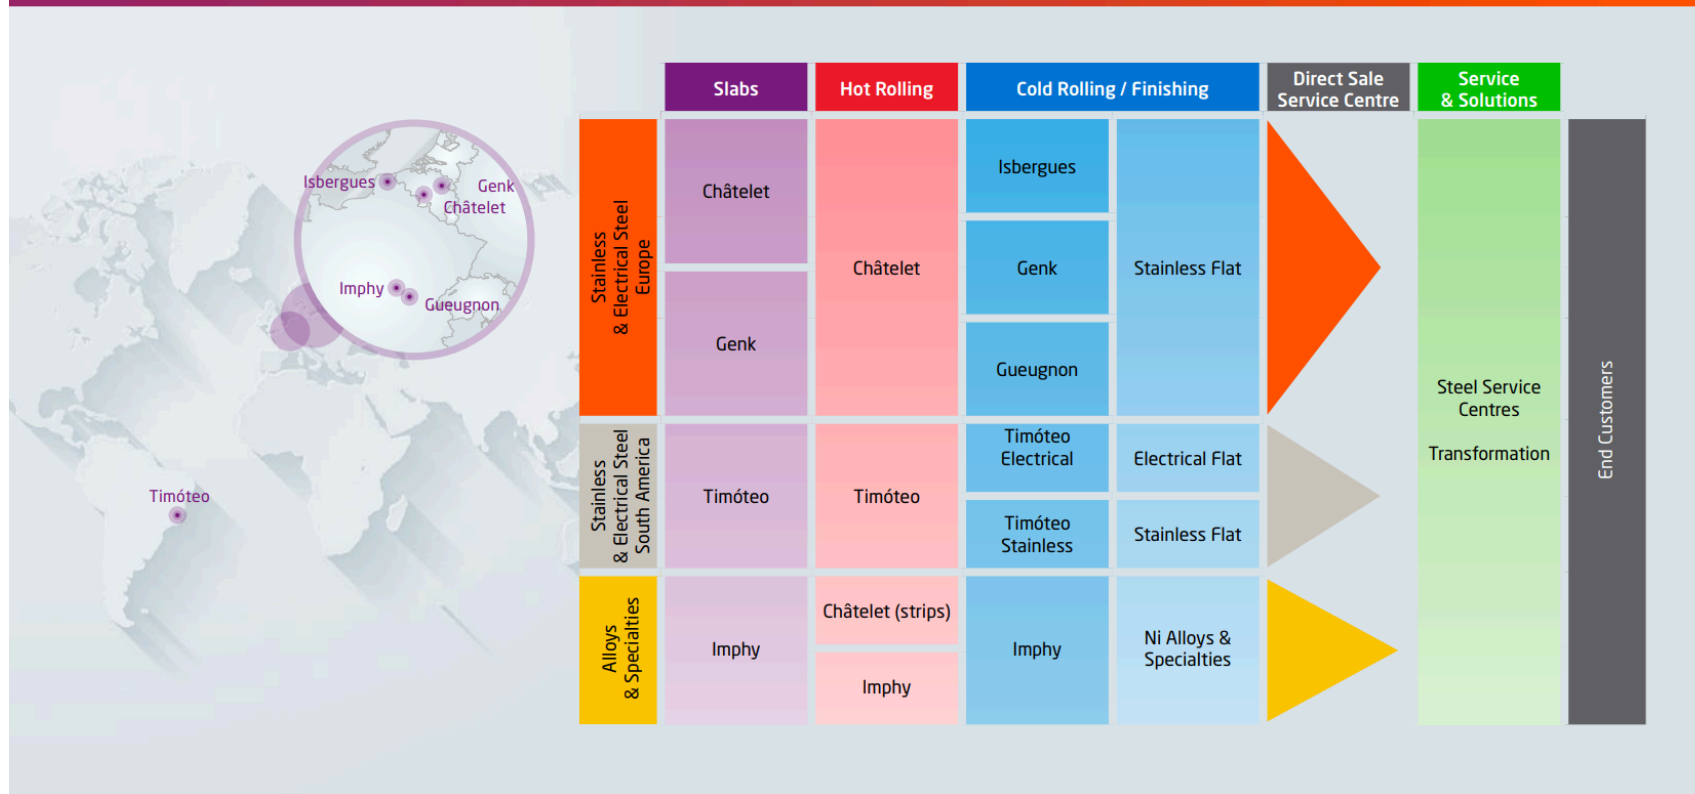 Slabs
Hot Rolling
Cold Rolling / Finishing
Direct Sale
Service Centre
Service
& Solutions
Isbergues
Genk
Châtelet
Imphy
Gueugnon
Timóteo
Stainless
& Electrical Steel
Europe
Châtelet
Genk
Châtelet
Isbergues
Genk
Gueugnon
Stainless Flat
Stainless
& Electrical Steel
South America
Timóteo
Timóteo
Timóteo
Electrical
Electrical Flat
Timóteo
Stainless
Stainless Flat
Alloys
& Specialties
Imphy
Châtelet (strips)
Imphy
Imphy
Ni Alloys &
Specialties
Steel Service
Centres
Transformation
End Customers